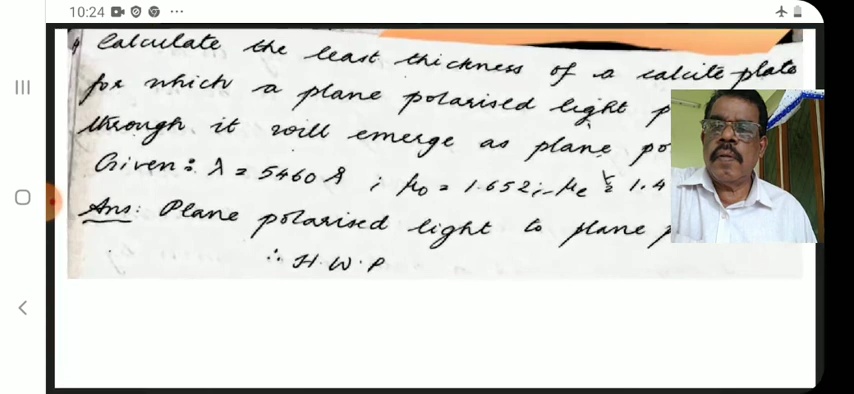 10:24
Calculate the least thickness of a calcite plate
for which a plane polarised light
through it will emerge as plane
Given: λ = 5460 Å ; μo = 1.652; μe = 1.4
Ans: Plane polarised light to plane
∴ H.W.P